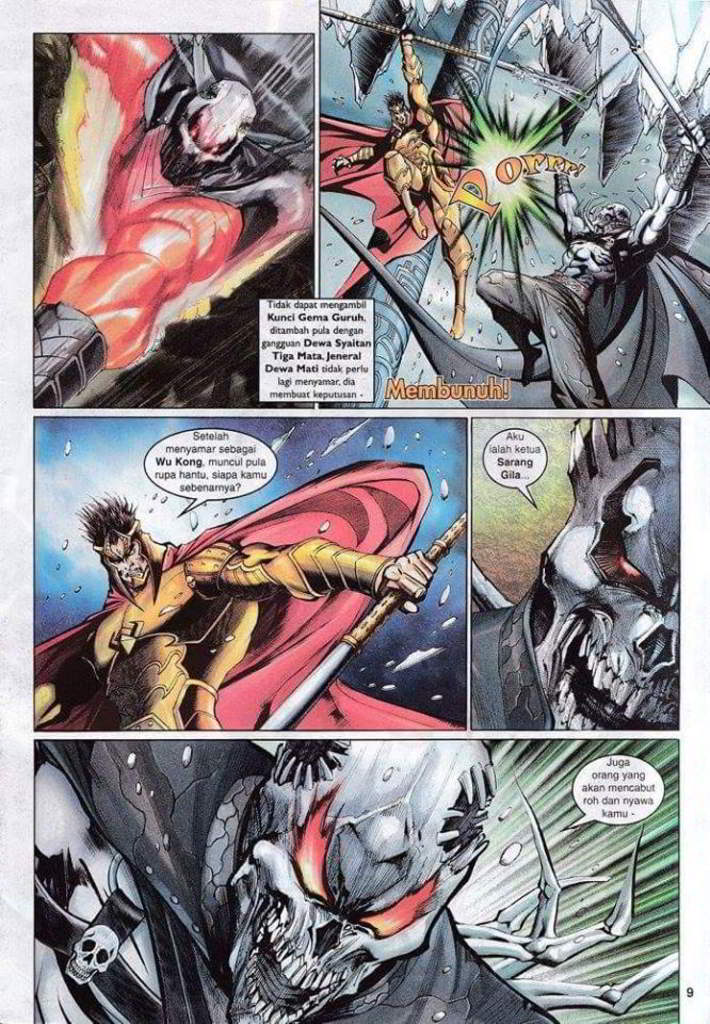 Porrr!
Tidak dapat mengambil
Kunci Gema Guruh,
ditambah pula dengan
gangguan Dewa Syaitan
Tiga Mata, Jeneral
Dewa Mati tidak perlu
lagi menyamar, dia
membuat keputusan -
Membunuh!
Setelah
menyamar sebagai
Wu Kong, muncul pula
rupa hantu, siapa kamu
sebenarnya?
Aku
ialah ketua
Sarang
Gila...
Juga
orang yang
akan mencabut
roh dan nyawa
kamu -
9